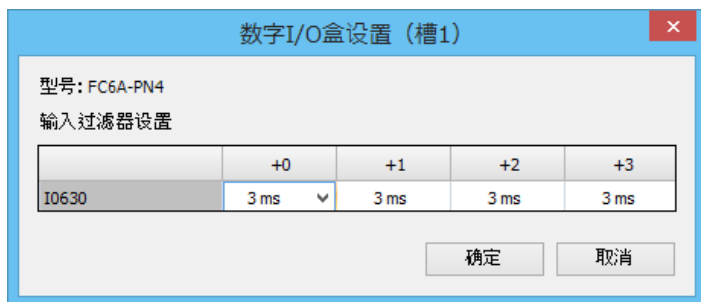 数字I/O盒设置（槽1）
型号: FC6A-PN4
输入过滤器设置
+0 +1 +2 +3
I0630 3 ms 3 ms 3 ms 3 ms
确定 取消